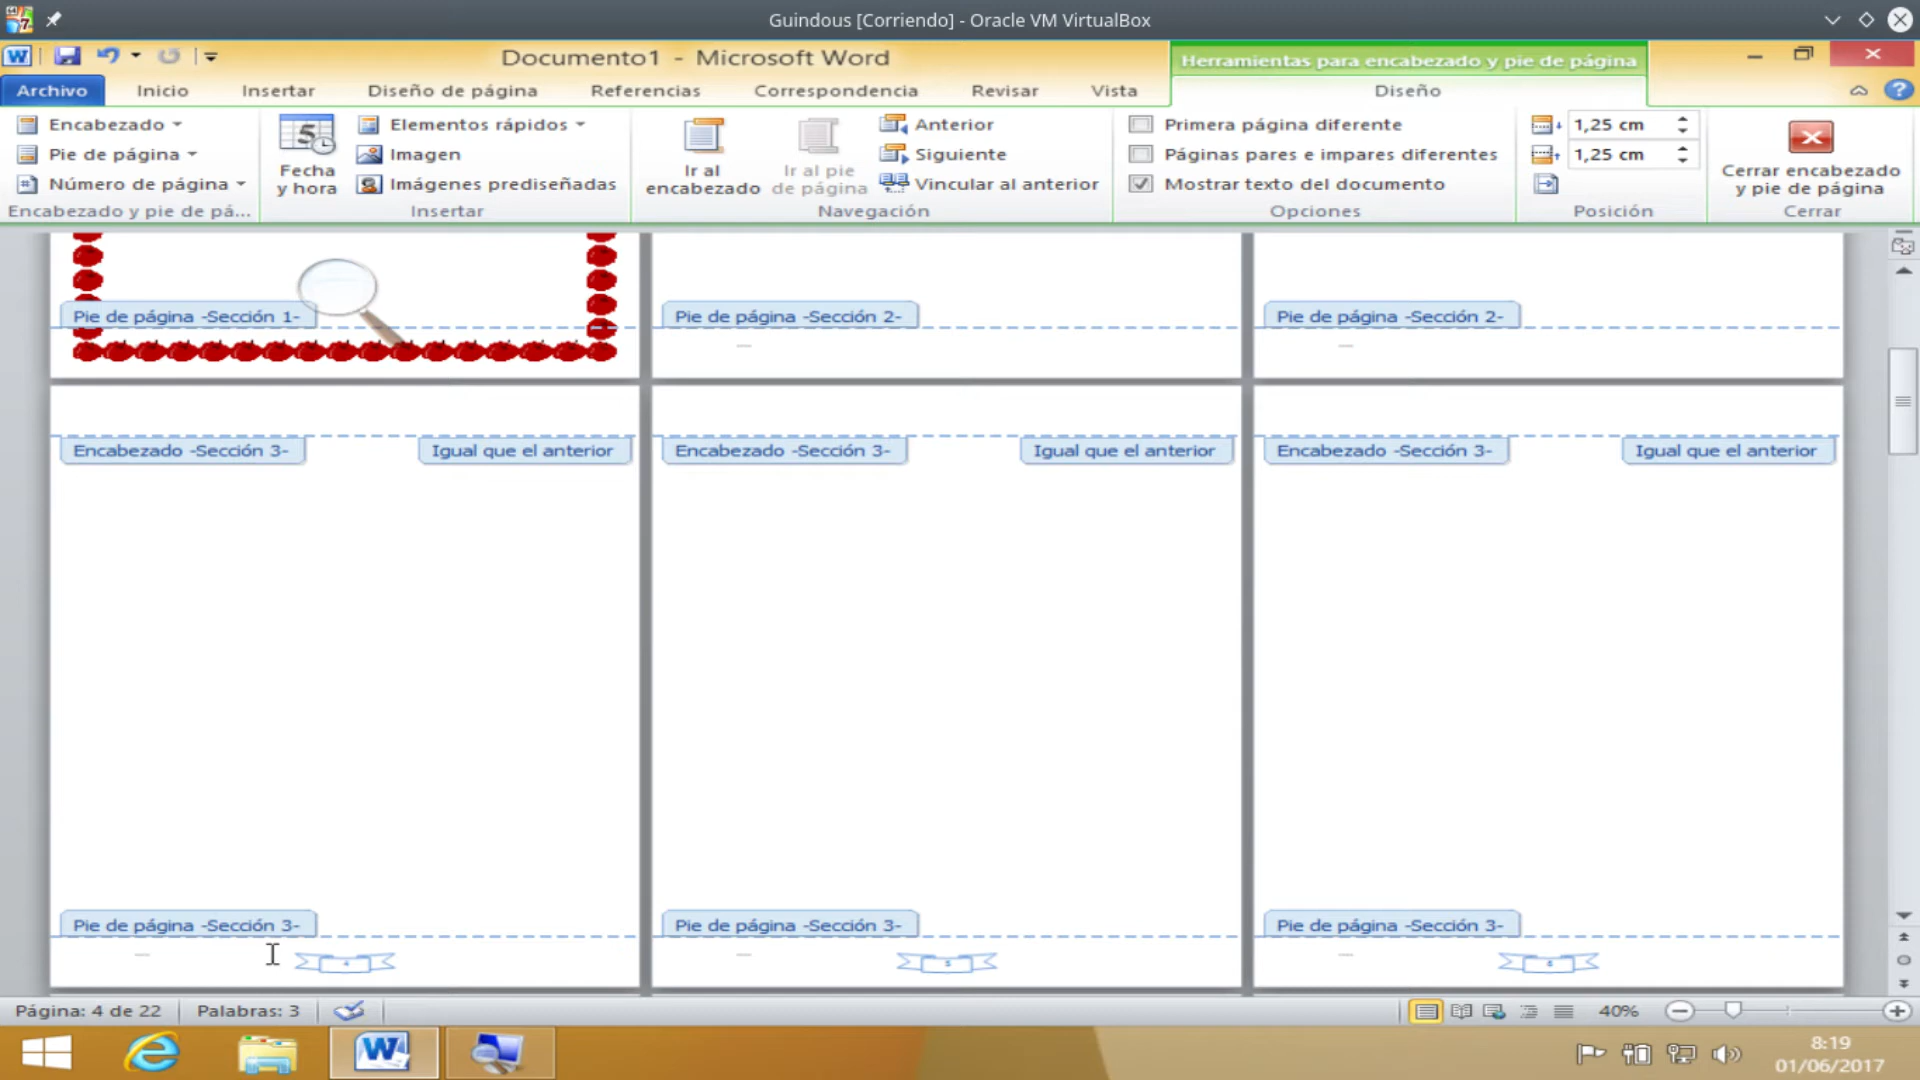 Guindous [Corriendo] - Oracle VM VirtualBox
Documento1 - Microsoft Word
Herramientas para encabezado y pie de página
Archivo Inicio Insertar Diseño de página Referencias Correspondencia Revisar Vista Diseño
Encabezado
Pie de página
Número de página
Encabezado y pie de pá...
Fecha
y hora
Elementos rápidos
Imagen
Imágenes prediseñadas
Insertar
Ir al
encabezado
Ir al pie
de página
Anterior
Siguiente
Vincular al anterior
Navegación
Primera página diferente
Páginas pares e impares diferentes
Mostrar texto del documento
Opciones
1,25 cm
1,25 cm
Posición
Cerrar encabezado
y pie de página
Cerrar
Pie de página -Sección 1- Pie de página -Sección 2- Pie de página -Sección 2-
Encabezado -Sección 3- Igual que el anterior Encabezado -Sección 3- Igual que el anterior Encabezado -Sección 3- Igual que el anterior
Pie de página -Sección 3- Pie de página -Sección 3- Pie de página -Sección 3-
Página: 4 de 22 Palabras: 3 40%
8:19
01/06/2017